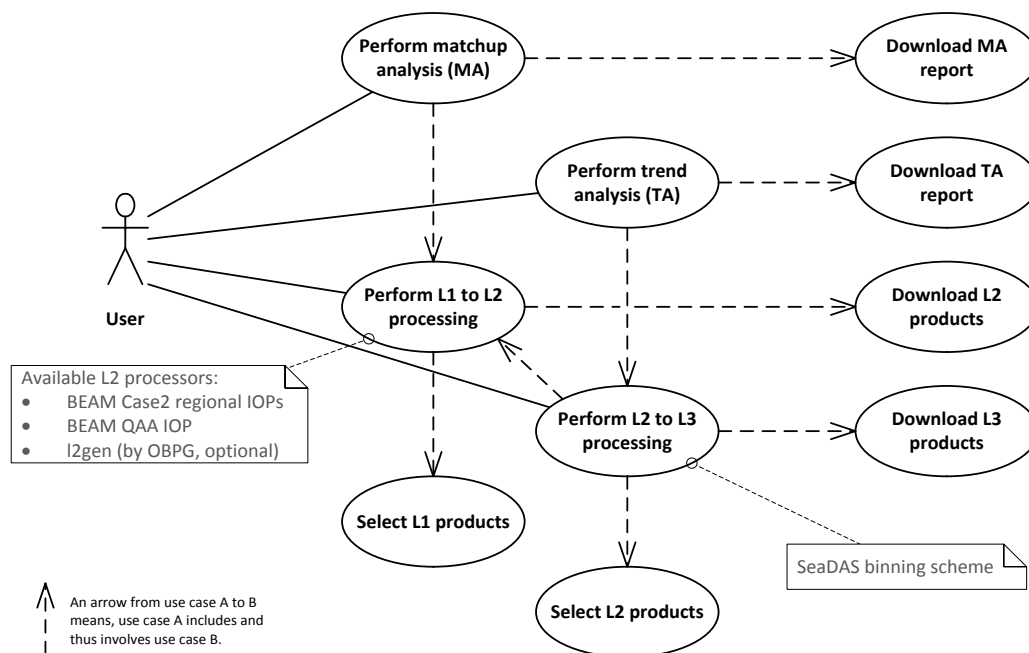 Perform matchup
analysis (MA)
Download MA
report
Perform trend
analysis (TA)
Download TA
report
User
Perform L1 to L2
processing
Download L2
products
Available L2 processors:
• BEAM Case2 regional IOPs
• BEAM QAA IOP
• l2gen (by OBPG, optional)
Perform L2 to L3
processing
Download L3
products
Select L1 products
SeaDAS binning scheme
Select L2 products
An arrow from use case A to B
means, use case A includes and
thus involves use case B.